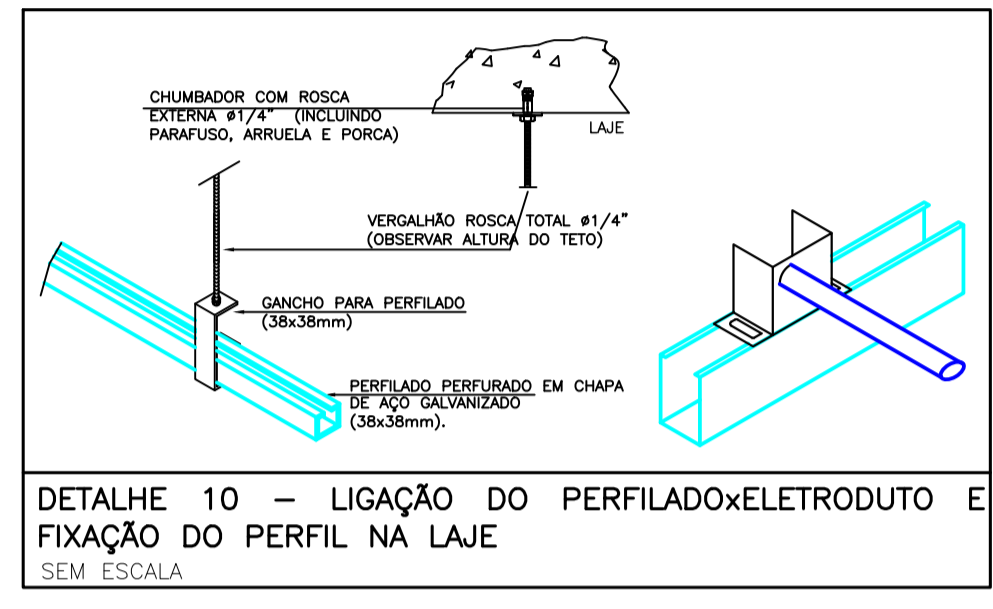 CHUMBADOR COM ROSCA
EXTERNA ø1/4" (INCLUINDO
PARAFUSO, ARRUELA E PORCA)
LAJE
VERGALHÃO ROSCA TOTAL ø1/4"
(OBSERVAR ALTURA DO TETO)
GANCHO PARA PERFILADO
(38x38mm)
PERFILADO PERFURADO EM CHAPA
DE AÇO GALVANIZADO
(38x38mm).
DETALHE 10 – LIGAÇÃO DO PERFILADOxELETRODUTO E
FIXAÇÃO DO PERFIL NA LAJE
SEM ESCALA